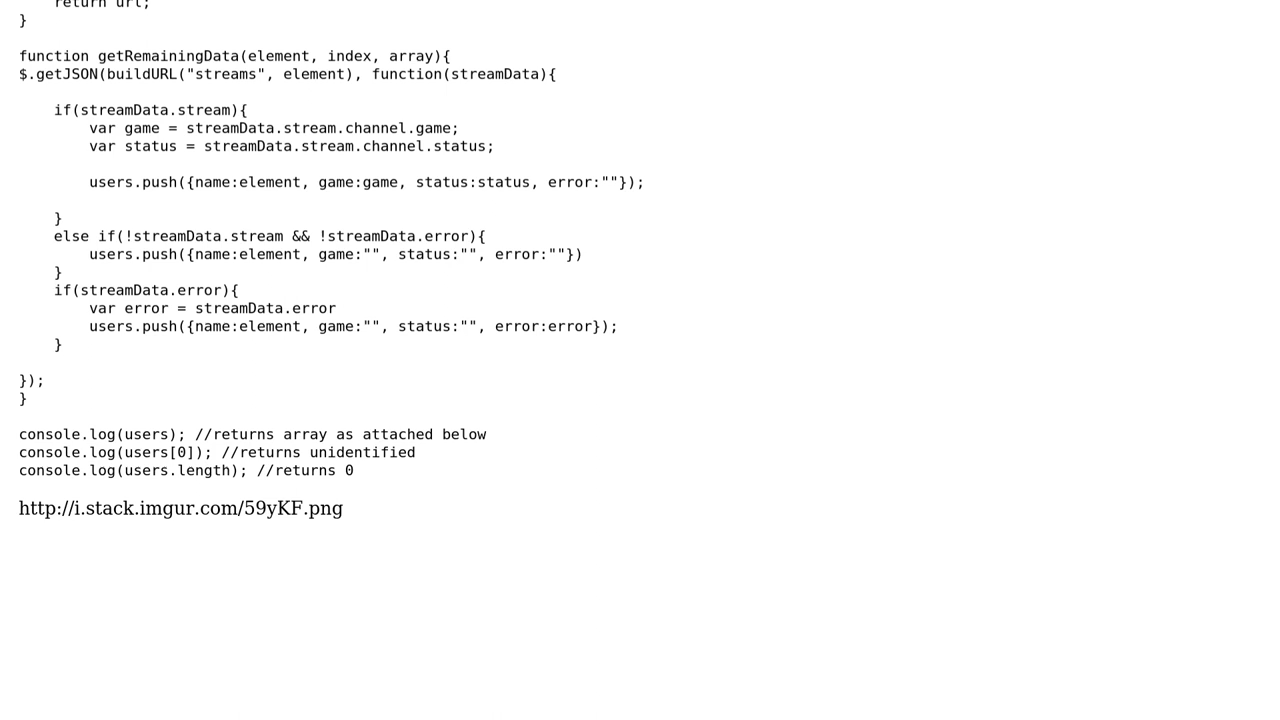 return url;
}
function getRemainingData(element, index, array){
$.getJSON(buildURL("streams", element), function(streamData){
if(streamData.stream){
var game = streamData.stream.channel.game;
var status = streamData.stream.channel.status;
users.push({name:element, game:game, status:status, error:""});
}
else if(!streamData.stream && !streamData.error){
users.push({name:element, game:"", status:"", error:""})
}
if(streamData.error){
var error = streamData.error
users.push({name:element, game:"", status:"", error:error});
}
});
}
console.log(users); //returns array as attached below
console.log(users[0]); //returns unidentified
console.log(users.length); //returns 0
http://i.stack.imgur.com/59yKF.png